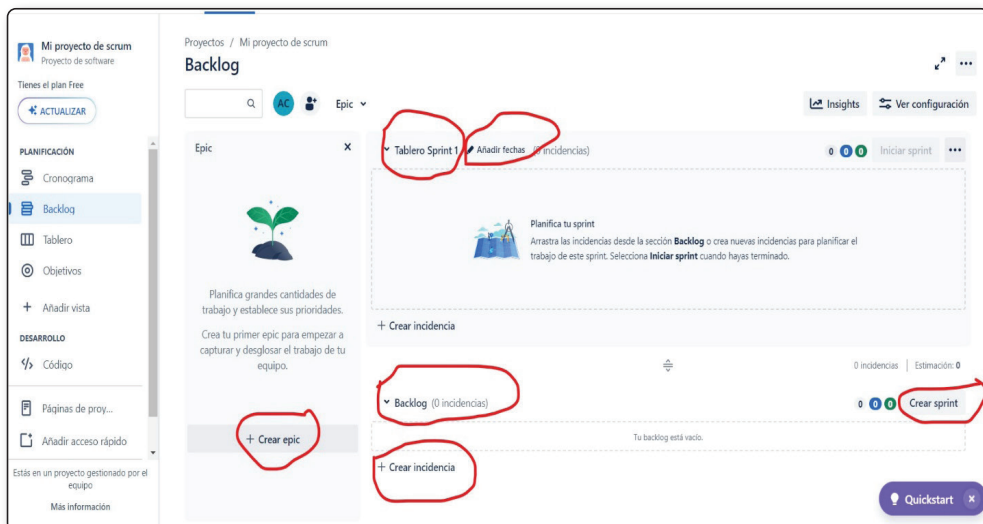 Mi proyecto de scrum
Proyecto de software
Tienes el plan Free
ACTUALIZAR
PLANIFICACIÓN
Cronograma
Backlog
Tablero
Objetivos
+ Añadir vista
DESARROLLO
</> Código
Páginas de proy...
Añadir acceso rápido
Estás en un proyecto gestionado por el
equipo
Más información
Proyectos / Mi proyecto de scrum
Backlog
AC
Epic
Insights
Ver configuración
Epic
x
Planifica grandes cantidades de
trabajo y establece sus prioridades.
Crea tu primer epic para empezar a
capturar y desglosar el trabajo de tu
equipo.
+ Crear epic
Tablero Sprint 1 Añadir fechas (0 incidencias) 0 0 0 Iniciar sprint ...
Planifica tu sprint
Arrastra las incidencias desde la sección Backlog o crea nuevas incidencias para planificar el
trabajo de este sprint. Selecciona Iniciar sprint cuando hayas terminado.
+ Crear incidencia
0 incidencias | Estimación: 0
Backlog (0 incidencias) 0 0 0 Crear sprint
Tu backlog está vacío.
+ Crear incidencia
Quickstart x